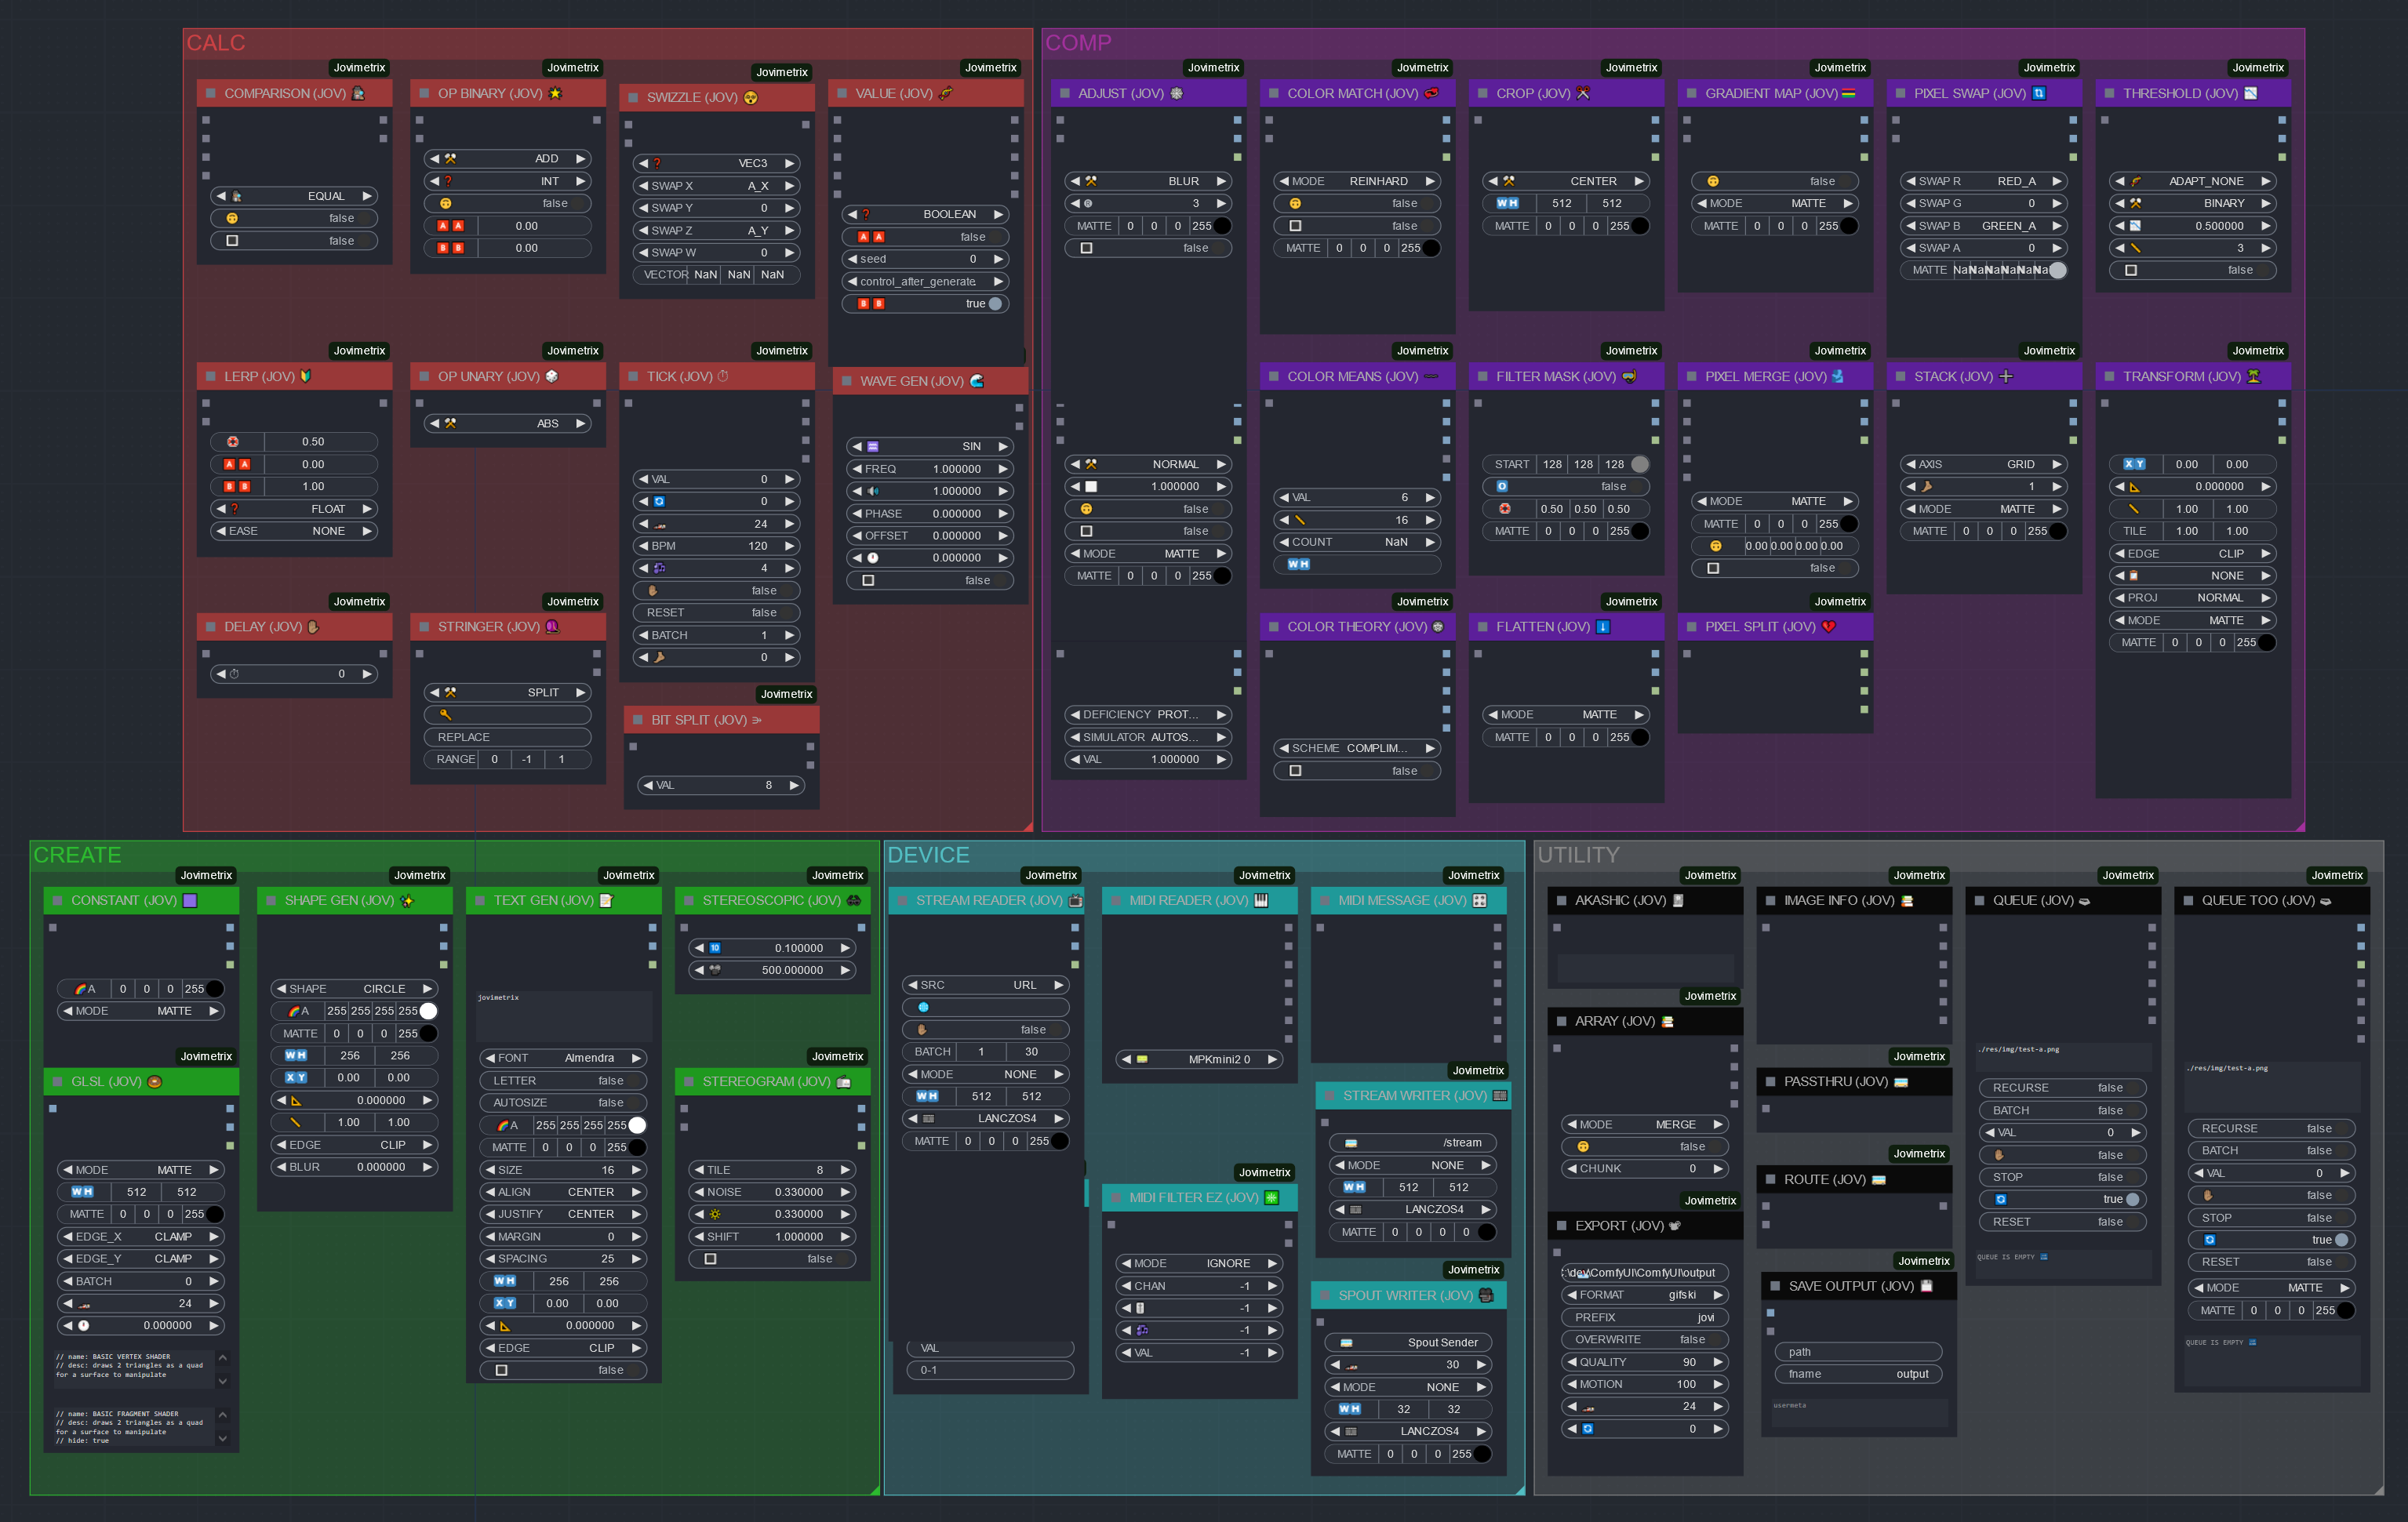 CALC
Jovimetrix
COMPARISON (JOV)
EQUAL
false
false
Jovimetrix
OP BINARY (JOV)
ADD
INT
false
A A 0.00
B B 0.00
Jovimetrix
SWIZZLE (JOV)
VEC3
SWAP X A_X
SWAP Y 0
SWAP Z A_Y
SWAP W 0
VECTOR NaN NaN NaN
Jovimetrix
VALUE (JOV)
BOOLEAN
A A false
seed 0
control_after_generate
B B true
Jovimetrix
LERP (JOV)
0.50
A A 0.00
B B 1.00
FLOAT
EASE NONE
Jovimetrix
OP UNARY (JOV)
ABS
Jovimetrix
TICK (JOV)
VAL 0
0
24
BPM 120
4
false
RESET false
BATCH 1
0
WAVE GEN (JOV)
SIN
FREQ 1.000000
1.000000
PHASE 0.000000
OFFSET 0.000000
0.000000
false
Jovimetrix
DELAY (JOV)
0
Jovimetrix
STRINGER (JOV)
SPLIT
REPLACE
RANGE 0 -1 1
Jovimetrix
BIT SPLIT (JOV)
VAL 8
COMP
Jovimetrix
ADJUST (JOV)
BLUR
3
MATTE 0 0 0 255
false
NORMAL
1.000000
false
false
MODE MATTE
MATTE 0 0 0 255
DEFICIENCY PROT...
SIMULATOR AUTOS...
VAL 1.000000
Jovimetrix
COLOR MATCH (JOV)
MODE REINHARD
false
false
MATTE 0 0 0 255
Jovimetrix
CROP (JOV)
CENTER
W H 512 512
MATTE 0 0 0 255
Jovimetrix
GRADIENT MAP (JOV)
false
MODE MATTE
MATTE 0 0 0 255
Jovimetrix
PIXEL SWAP (JOV)
SWAP R RED_A
SWAP G 0
SWAP B GREEN_A
SWAP A 0
MATTE
Jovimetrix
THRESHOLD (JOV)
ADAPT_NONE
BINARY
0.500000
3
false
Jovimetrix
COLOR MEANS (JOV)
VAL 6
16
COUNT NaN
W H
Jovimetrix
FILTER MASK (JOV)
START 128 128 128
false
0.50 0.50 0.50
MATTE 0 0 0 255
Jovimetrix
PIXEL MERGE (JOV)
MODE MATTE
MATTE 0 0 0 255
0.00 0.00 0.00 0.00
false
Jovimetrix
STACK (JOV)
AXIS GRID
1
MODE MATTE
MATTE 0 0 0 255
Jovimetrix
TRANSFORM (JOV)
X Y 0.00 0.00
0.000000
1.00 1.00
TILE 1.00 1.00
EDGE CLIP
NONE
PROJ NORMAL
MODE MATTE
MATTE 0 0 0 255
Jovimetrix
COLOR THEORY (JOV)
SCHEME COMPLIM...
false
Jovimetrix
FLATTEN (JOV)
MODE MATTE
MATTE 0 0 0 255
Jovimetrix
PIXEL SPLIT (JOV)
CREATE
Jovimetrix
CONSTANT (JOV)
A 0 0 0 255
MODE MATTE
Jovimetrix
GLSL (JOV)
MODE MATTE
W H 512 512
MATTE 0 0 0 255
EDGE_X CLAMP
EDGE_Y CLAMP
BATCH 0
24
0.000000
// name: BASIC VERTEX SHADER
// desc: draws 2 triangles as a quad
for a surface to manipulate
// name: BASIC FRAGMENT SHADER
// desc: draws 2 triangles as a quad
for a surface to manipulate
// hide: true
Jovimetrix
SHAPE GEN (JOV)
SHAPE CIRCLE
A 255 255 255 255
MATTE 0 0 0 255
W H 256 256
X Y 0.00 0.00
0.000000
1.00 1.00
EDGE CLIP
BLUR 0.000000
Jovimetrix
TEXT GEN (JOV)
jovimetrix
FONT Almendra
LETTER false
AUTOSIZE false
A 255 255 255 255
MATTE 0 0 0 255
SIZE 16
ALIGN CENTER
JUSTIFY CENTER
MARGIN 0
SPACING 25
W H 256 256
X Y 0.00 0.00
0.000000
EDGE CLIP
false
Jovimetrix
STEREOSCOPIC (JOV)
10 0.100000
500.000000
Jovimetrix
STEREOGRAM (JOV)
TILE 8
NOISE 0.330000
0.330000
SHIFT 1.000000
false
DEVICE
Jovimetrix
STREAM READER (JOV)
SRC URL
false
BATCH 1 30
MODE NONE
W H 512 512
LANCZOS4
MATTE 0 0 0 255
VAL
0-1
Jovimetrix
MIDI READER (JOV)
MPKmini2 0
Jovimetrix
MIDI FILTER EZ (JOV)
MODE IGNORE
CHAN -1
-1
-1
VAL -1
Jovimetrix
MIDI MESSAGE (JOV)
Jovimetrix
STREAM WRITER (JOV)
/stream
MODE NONE
W H 512 512
LANCZOS4
MATTE 0 0 0 0
Jovimetrix
SPOUT WRITER (JOV)
Spout Sender
30
MODE NONE
W H 32 32
LANCZOS4
MATTE 0 0 0 255
UTILITY
Jovimetrix
AKASHIC (JOV)
Jovimetrix
ARRAY (JOV)
MODE MERGE
false
CHUNK 0
Jovimetrix
EXPORT (JOV)
\dev\ComfyUI\ComfyUI\output
FORMAT gifski
PREFIX jovi
OVERWRITE false
QUALITY 90
MOTION 100
24
0
Jovimetrix
IMAGE INFO (JOV)
Jovimetrix
PASSTHRU (JOV)
Jovimetrix
ROUTE (JOV)
Jovimetrix
SAVE OUTPUT (JOV)
path
fname output
usermeta
Jovimetrix
QUEUE (JOV)
./res/img/test-a.png
RECURSE false
BATCH false
VAL 0
false
STOP false
true
RESET false
QUEUE IS EMPTY
Jovimetrix
QUEUE TOO (JOV)
./res/img/test-a.png
RECURSE false
BATCH false
VAL 0
false
STOP false
true
RESET false
MODE MATTE
MATTE 0 0 0 255
QUEUE IS EMPTY